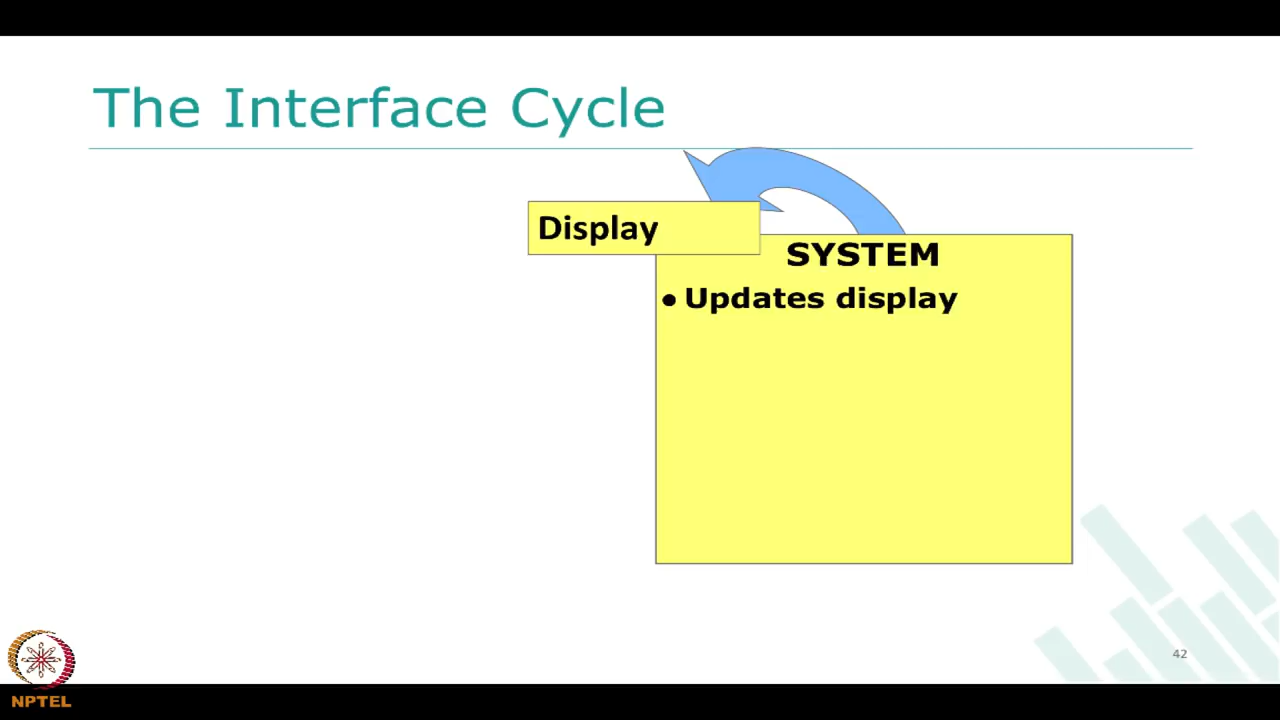 The Interface Cycle
Display
SYSTEM
● Updates display
42
NPTEL